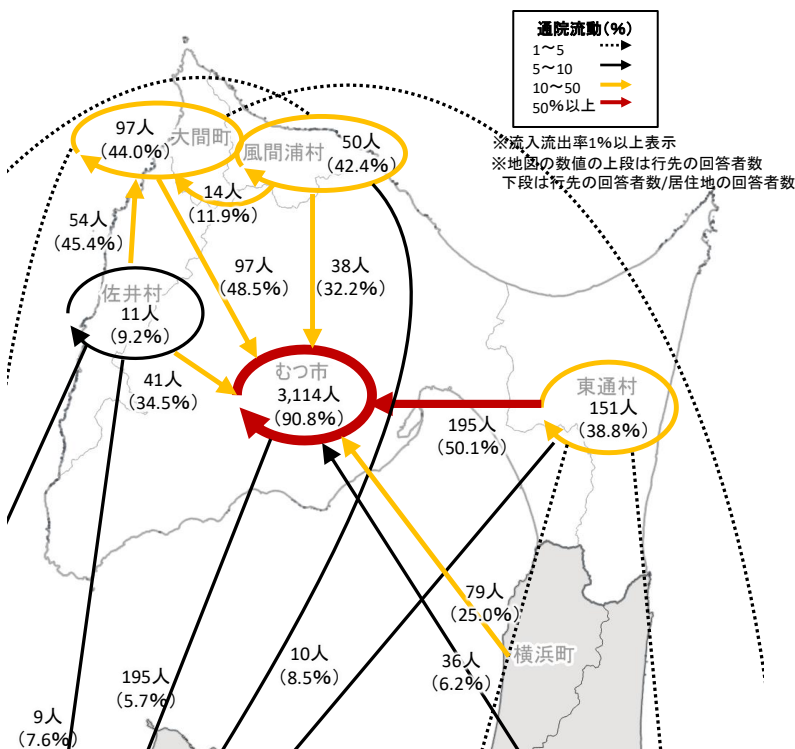 通院流動(%)
1～5
5～10
10～50
50%以上
※流入流出率1%以上表示
※地図の数値の上段は行先の回答者数
下段は行先の回答者数/居住地の回答者数
97人
(44.0%)
大間町
風間浦村
50人
(42.4%)
14人
(11.9%)
54人
(45.4%)
97人
(48.5%)
38人
(32.2%)
佐井村
11人
(9.2%)
41人
(34.5%)
むつ市
3,114人
(90.8%)
195人
(50.1%)
東通村
151人
(38.8%)
79人
(25.0%)
横浜町
36人
(6.2%)
10人
(8.5%)
195人
(5.7%)
9人
(7.6%)